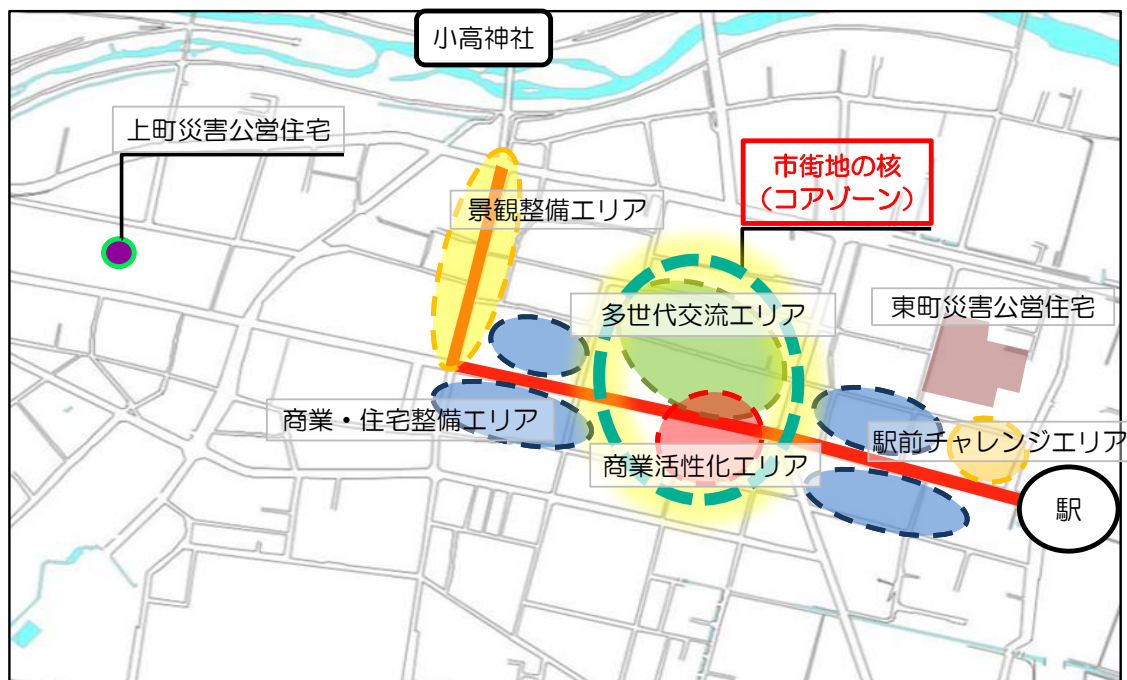 小高神社
上町災害公営住宅
市街地の核
（コアゾーン）
景観整備エリア
多世代交流エリア
東町災害公営住宅
商業・住宅整備エリア
駅前チャレンジエリア
商業活性化エリア
駅